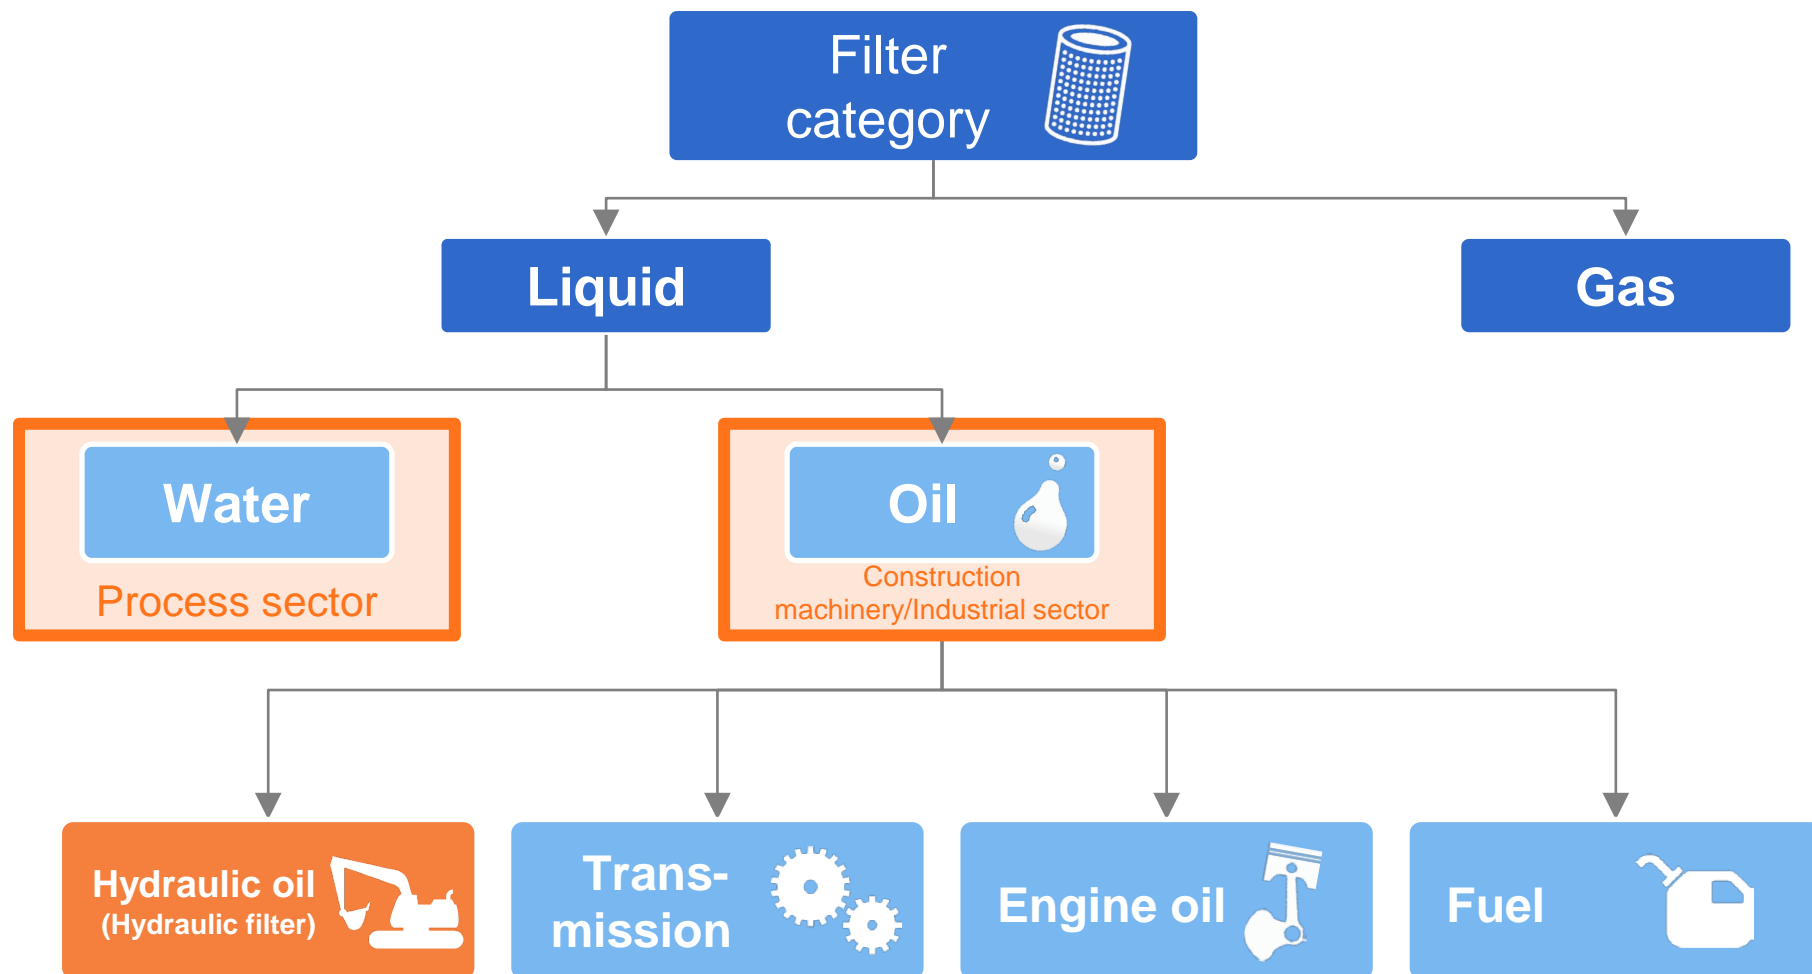 Filter
category
Liquid
Gas
Water
Process sector
Oil
Construction
machinery/Industrial sector
Hydraulic oil
(Hydraulic filter)
Trans-
mission
Engine oil
Fuel